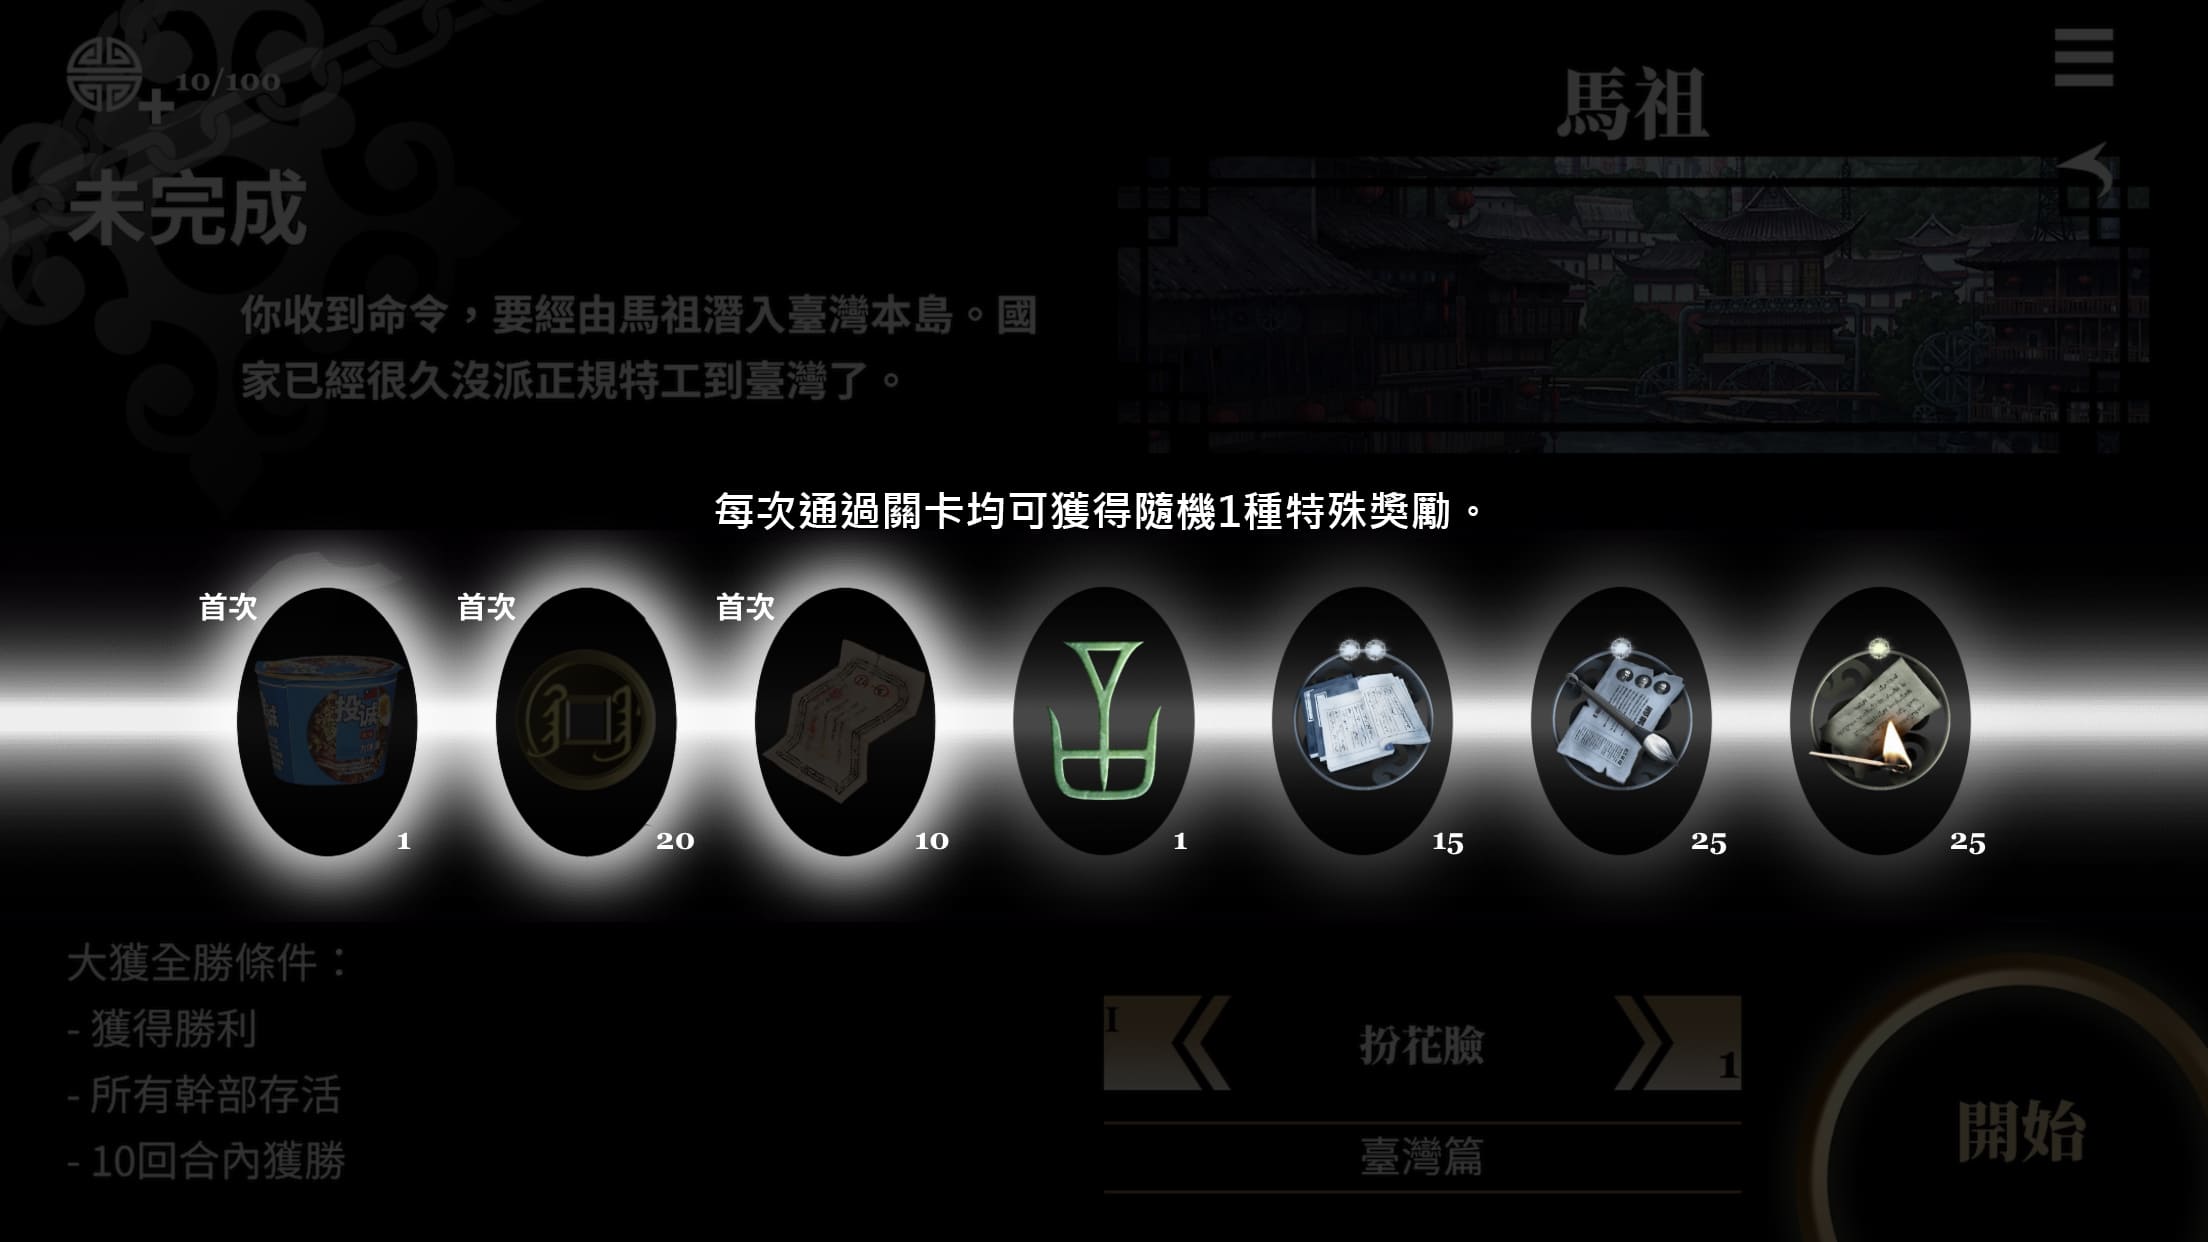 10/100
馬祖
未完成
你收到命令，要經由馬祖潛入臺灣本島。國
家已經很久沒派正規特工到臺灣了。
每次通過關卡均可獲得隨機1種特殊獎勵。
首次
首次
首次
投诚
1
20
10
1
15
25
25
大獲全勝條件：
- 獲得勝利
- 所有幹部存活
- 10回合內獲勝
I
扮花臉
1
臺灣篇
開始